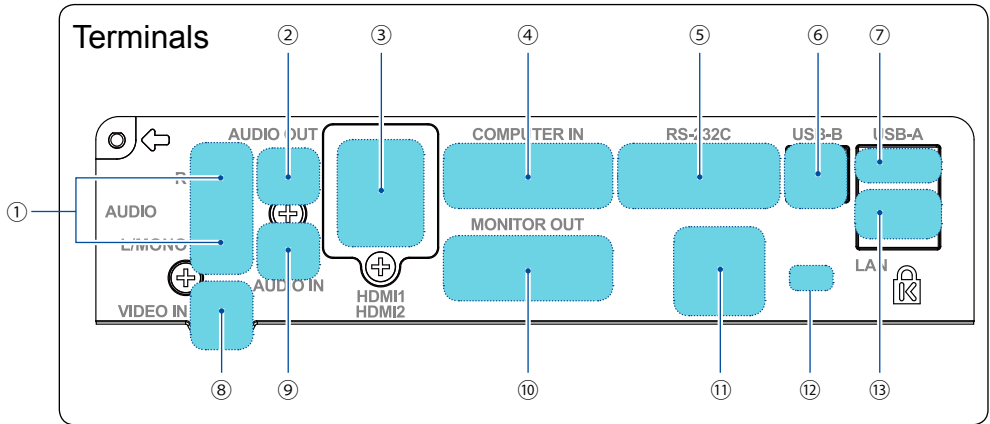 Terminals
② ③ ④ ⑤ ⑥ ⑦
AUDIO OUT COMPUTER IN RS-232C USB-B USB-A
R
①
AUDIO
L/MONO
MONITOR OUT
LAN
AUDIO IN
K
VIDEO IN
HDMI1
HDMI2
⑧ ⑨ ⑩ ⑪ ⑫ ⑬